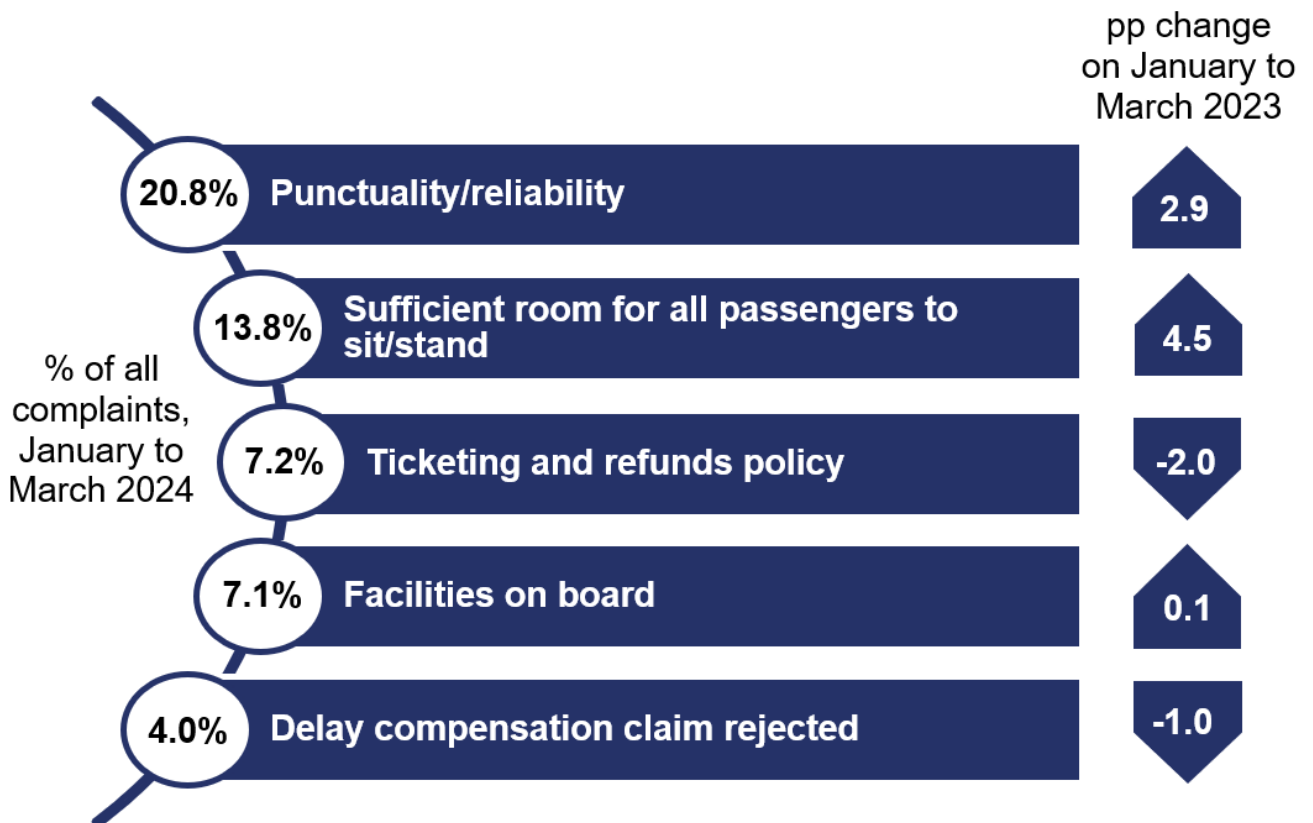 pp change
on January to
March 2023
20.8% Punctuality/reliability 2.9
13.8% Sufficient room for all passengers to
sit/stand 4.5
% of all
complaints,
January to
March 2024
7.2% Ticketing and refunds policy -2.0
7.1% Facilities on board 0.1
4.0% Delay compensation claim rejected -1.0